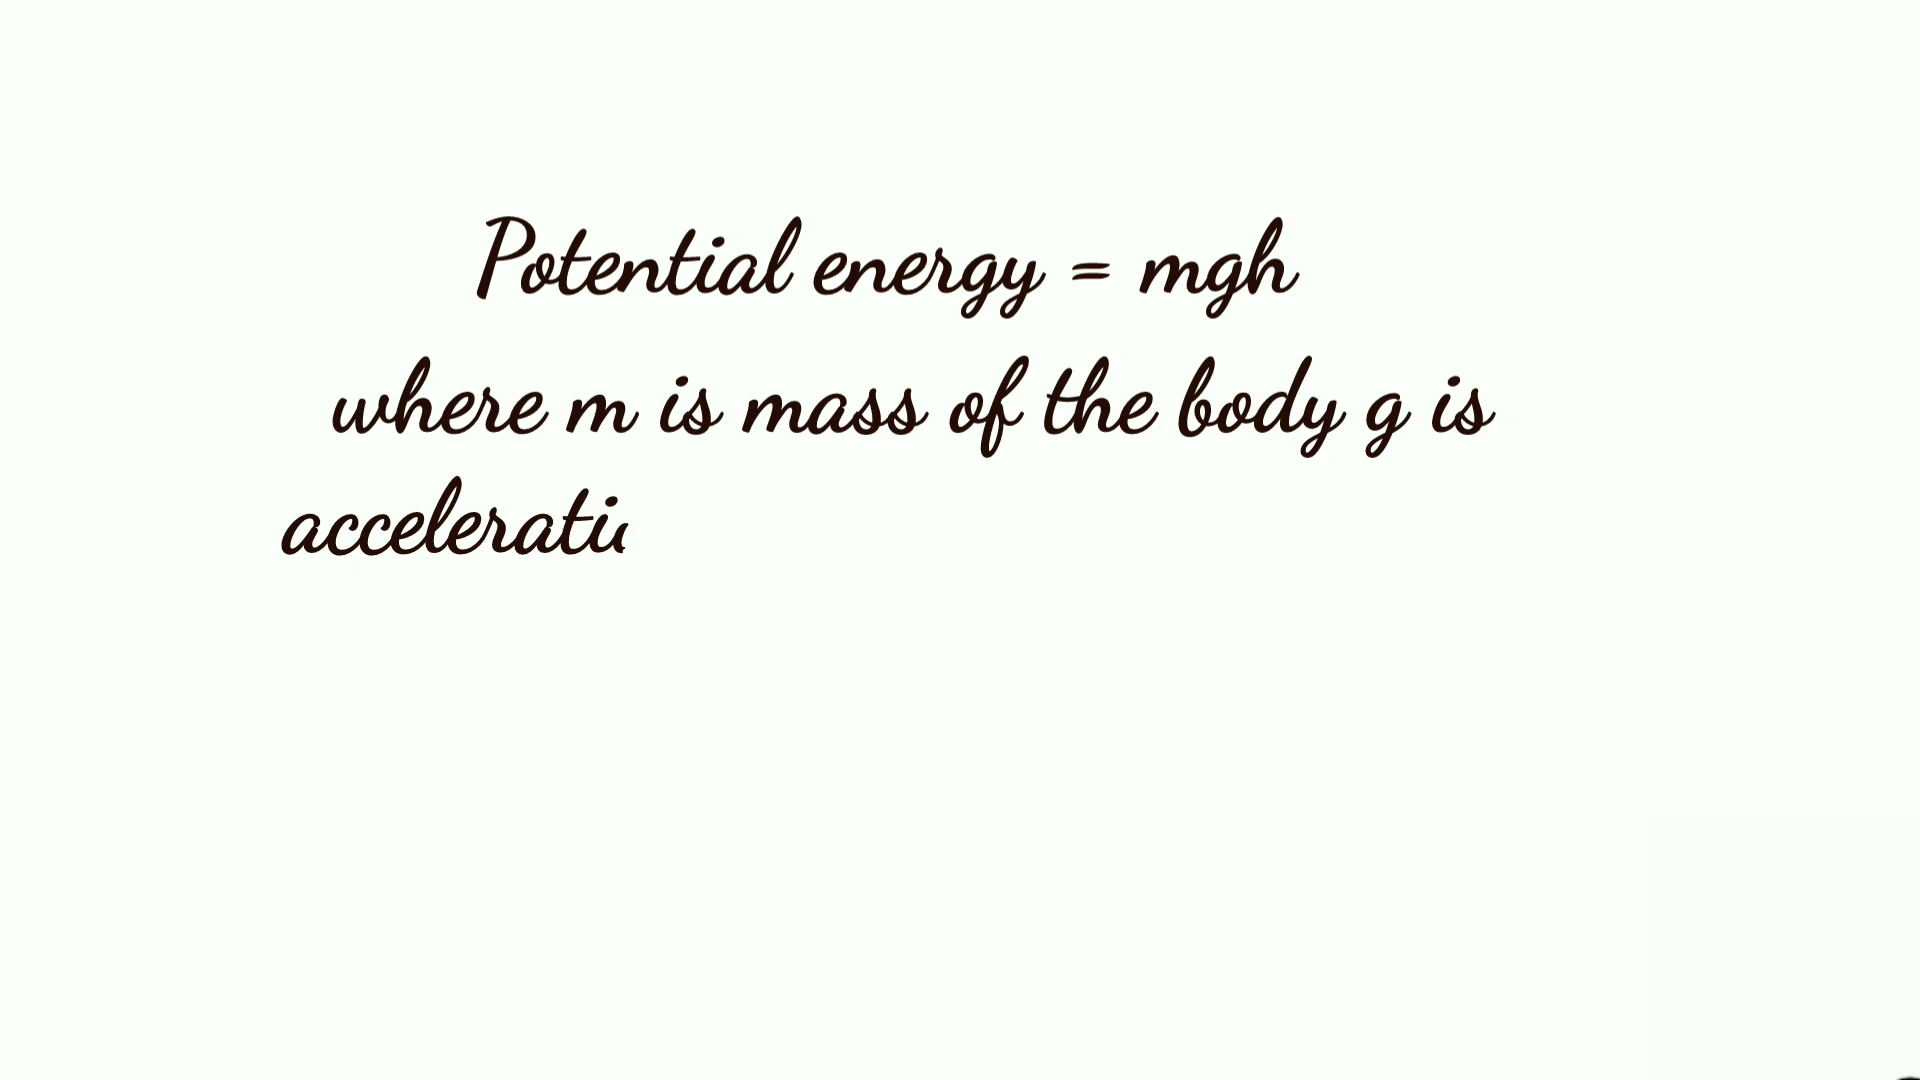 Potential energy = mgh
where m is mass of the body g is
accelerati